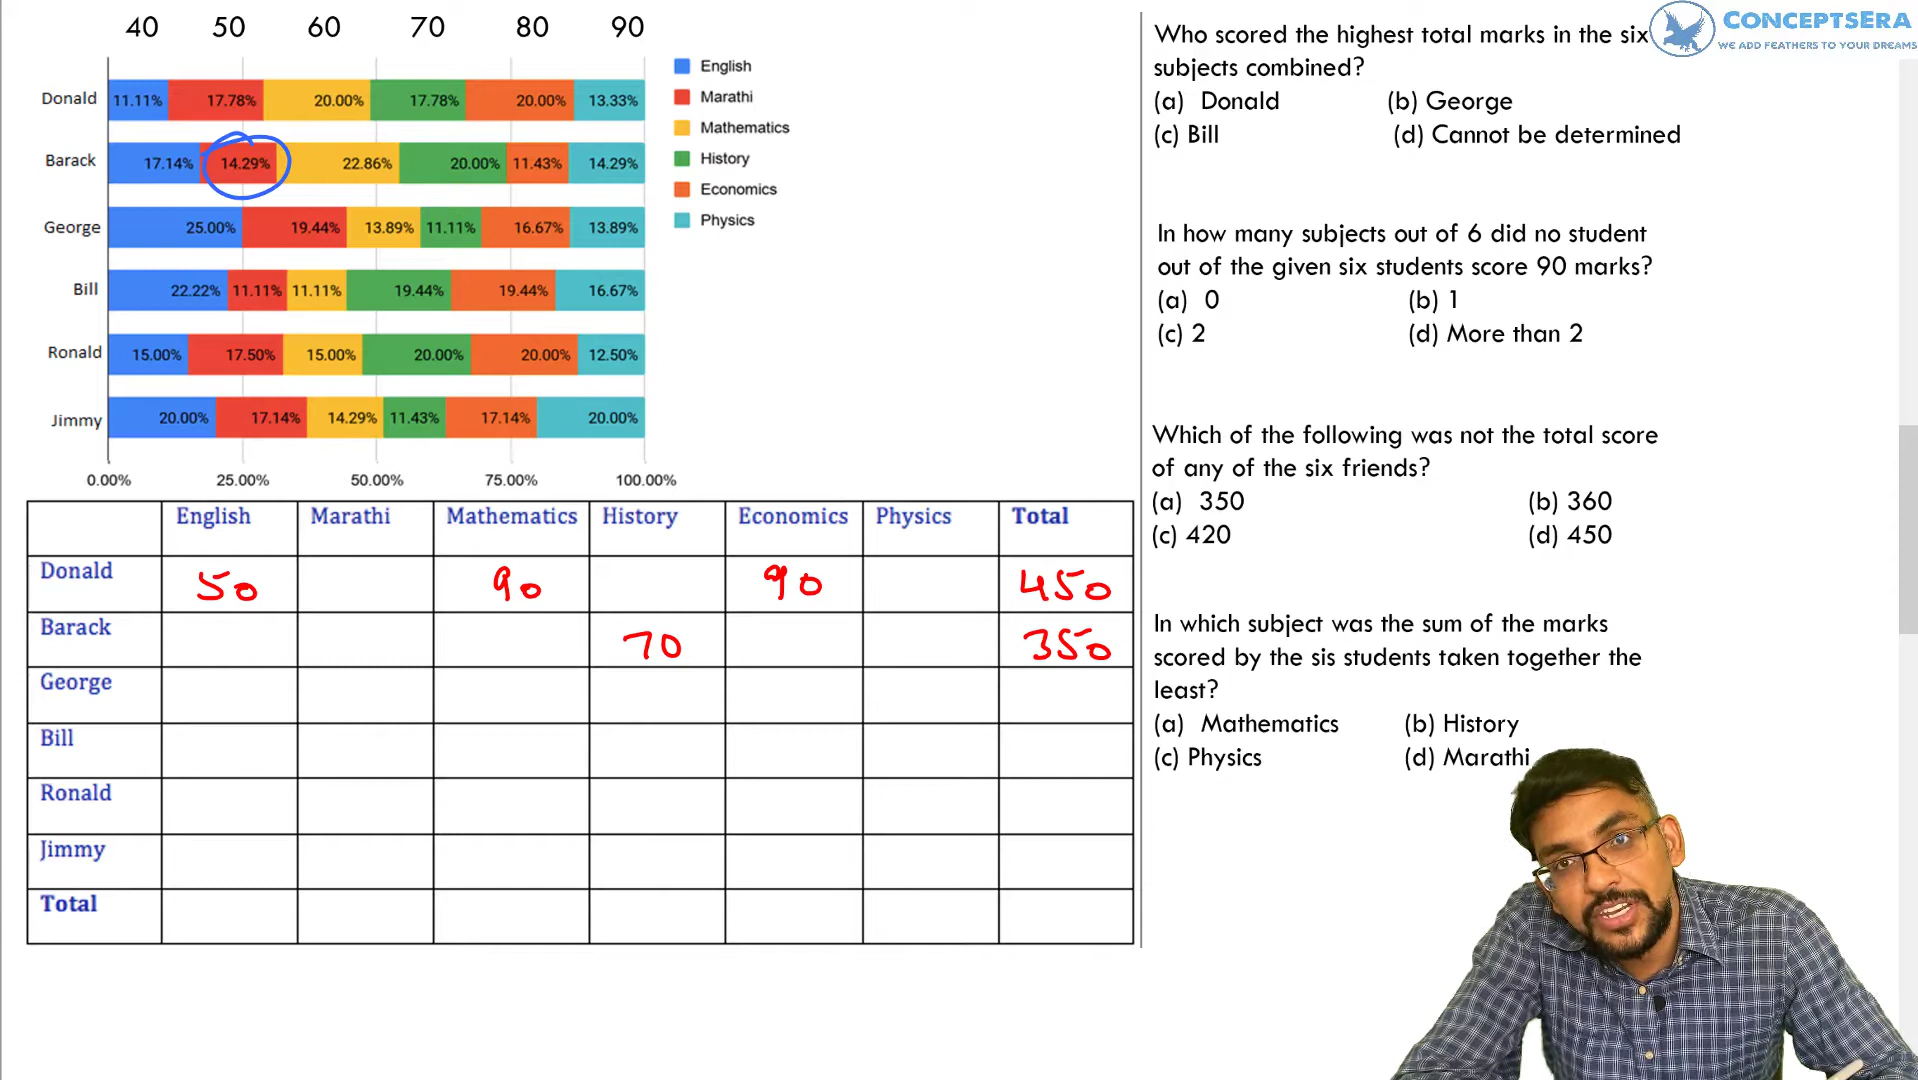 40 50 60 70 80 90
Donald 11.11% 17.78% 20.00% 17.78% 20.00% 13.33%
Barack 17.14% 14.29% 22.86% 20.00% 11.43% 14.29%
George 25.00% 19.44% 13.89% 11.11% 16.67% 13.89%
Bill 22.22% 11.11% 11.11% 19.44% 19.44% 16.67%
Ronald 15.00% 17.50% 15.00% 20.00% 20.00% 12.50%
Jimmy 20.00% 17.14% 14.29% 11.43% 17.14% 20.00%
0.00% 25.00% 50.00% 75.00% 100.00%
English
Marathi
Mathematics
History
Economics
Physics
English Marathi Mathematics History Economics Physics Total
Donald 50 90 90 450
Barack 70 350
George
Bill
Ronald
Jimmy
Total
CONCEPTSERA
WE ADD FEATHERS TO YOUR DREAMS
Who scored the highest total marks in the six
subjects combined?
(a) Donald (b) George
(c) Bill (d) Cannot be determined
In how many subjects out of 6 did no student
out of the given six students score 90 marks?
(a) 0 (b) 1
(c) 2 (d) More than 2
Which of the following was not the total score
of any of the six friends?
(a) 350 (b) 360
(c) 420 (d) 450
In which subject was the sum of the marks
scored by the sis students taken together the
least?
(a) Mathematics (b) History
(c) Physics (d) Marathi